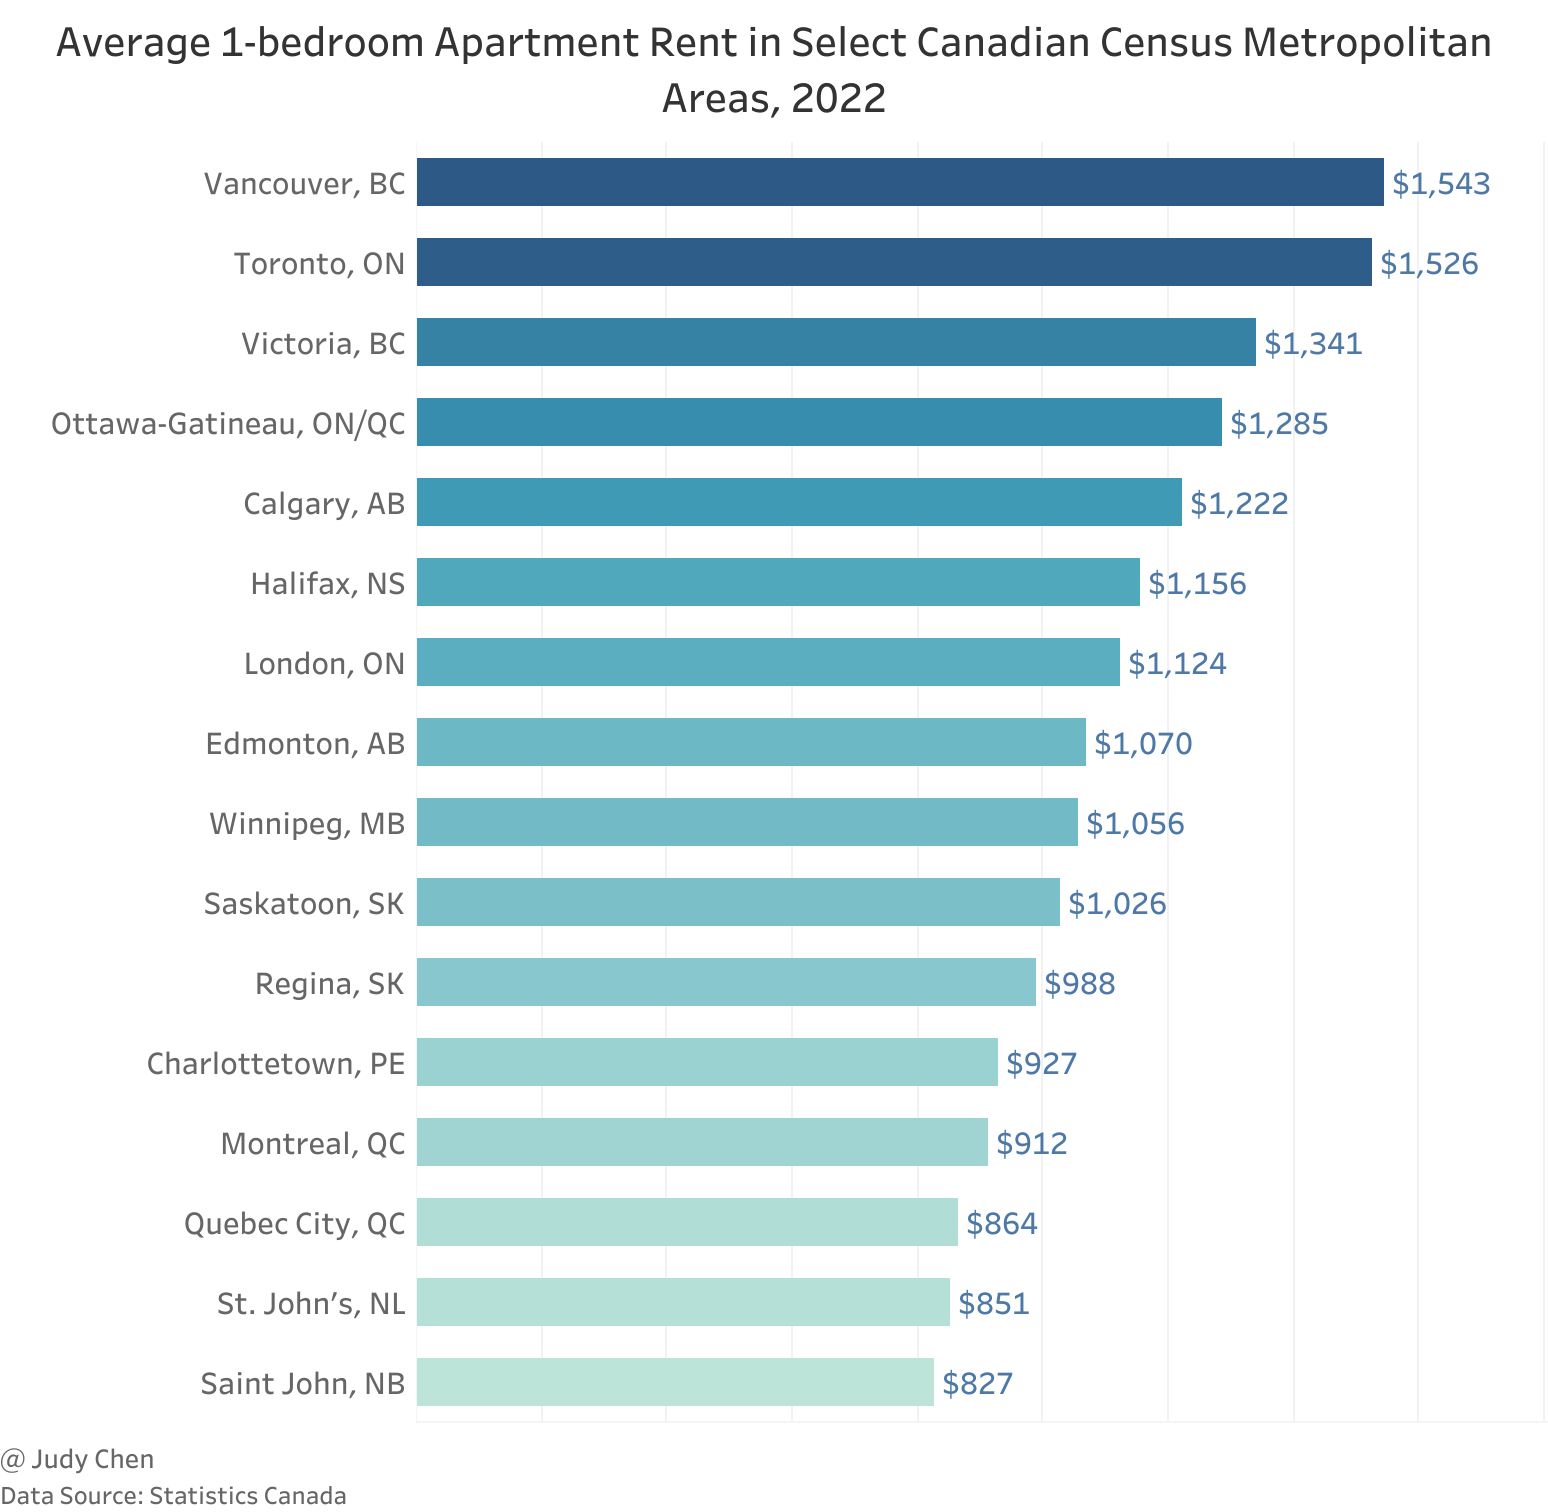 Average 1-bedroom Apartment Rent in Select Canadian Census Metropolitan
Areas, 2022
Vancouver, BC $1,543
Toronto, ON $1,526
Victoria, BC $1,341
Ottawa-Gatineau, ON/QC $1,285
Calgary, AB $1,222
Halifax, NS $1,156
London, ON $1,124
Edmonton, AB $1,070
Winnipeg, MB $1,056
Saskatoon, SK $1,026
Regina, SK $988
Charlottetown, PE $927
Montreal, QC $912
Quebec City, QC $864
St. John’s, NL $851
Saint John, NB $827
@ Judy Chen
Data Source: Statistics Canada